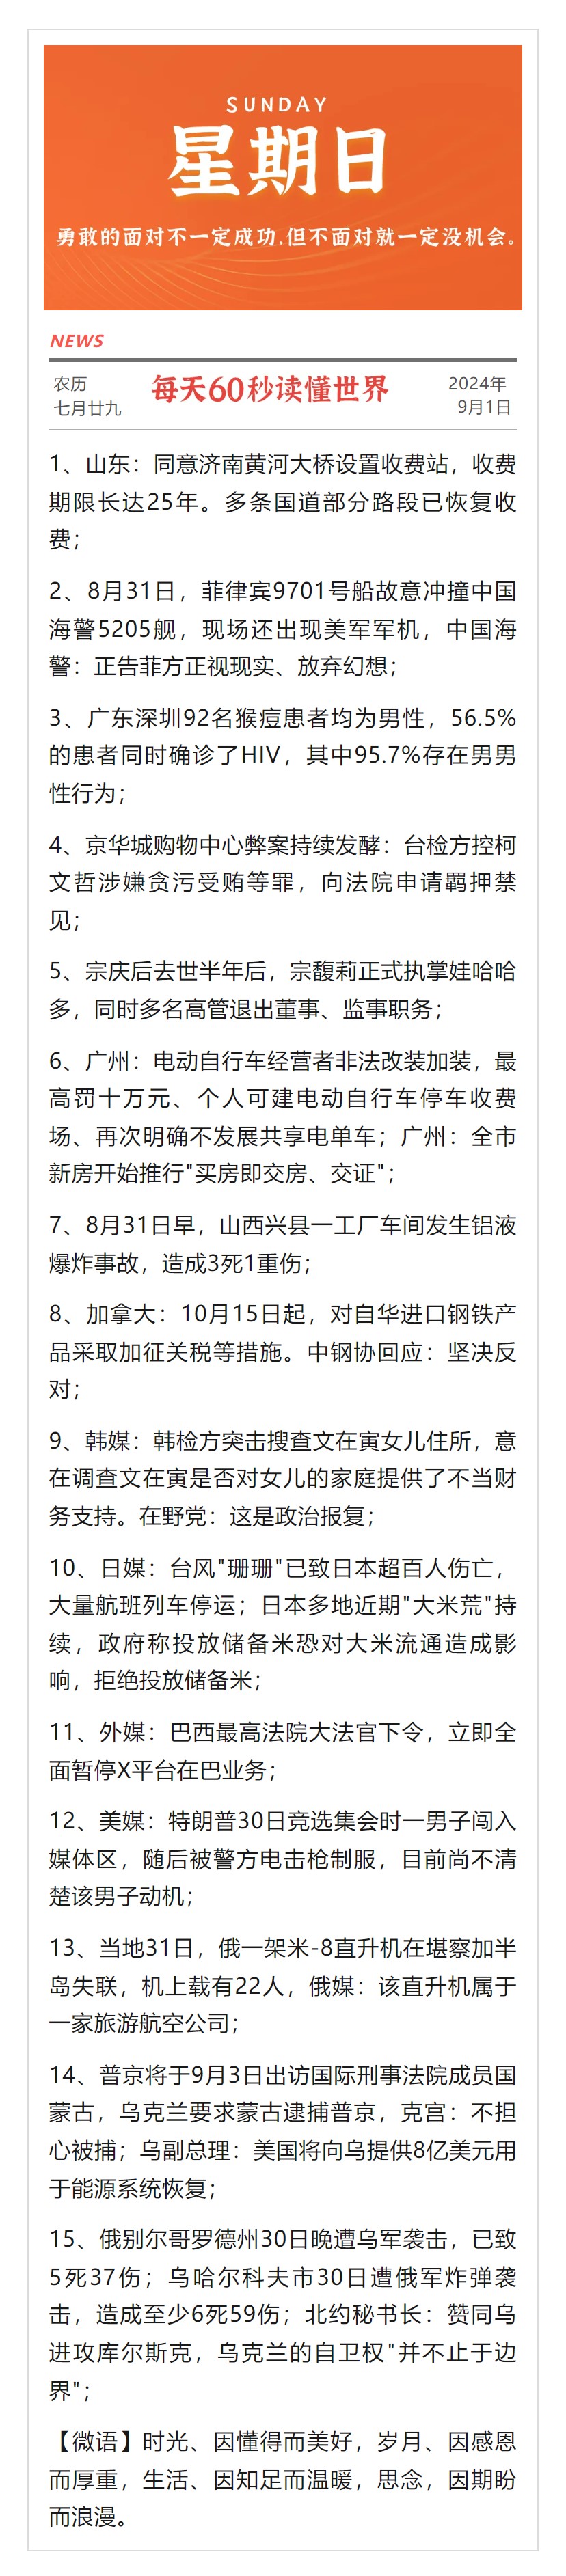 SUNDAY
星期日
勇敢的面对不一定成功,但不面对就一定没机会。
NEWS
农历
七月廿九
每天60秒读懂世界
2024年
9月1日
1、山东：同意济南黄河大桥设置收费站，收费
期限长达25年。多条国道部分路段已恢复收
费；
2、8月31日，菲律宾9701号船故意冲撞中国
海警5205舰，现场还出现美军军机，中国海
警：正告菲方正视现实、放弃幻想；
3、广东深圳92名猴痘患者均为男性，56.5%
的患者同时确诊了HIV，其中95.7%存在男男
性行为；
4、京华城购物中心弊案持续发酵：台检方控柯
文哲涉嫌贪污受贿等罪，向法院申请羁押禁
见；
5、宗庆后去世半年后，宗馥莉正式执掌娃哈哈
多，同时多名高管退出董事、监事职务；
6、广州：电动自行车经营者非法改装加装，最
高罚十万元、个人可建电动自行车停车收费
场、再次明确不发展共享电单车；广州：全市
新房开始推行"买房即交房、交证"；
7、8月31日早，山西兴县一工厂车间发生铝液
爆炸事故，造成3死1重伤；
8、加拿大：10月15日起，对自华进口钢铁产
品采取加征关税等措施。中钢协回应：坚决反
对；
9、韩媒：韩检方突击搜查文在寅女儿住所，意
在调查文在寅是否对女儿的家庭提供了不当财
务支持。在野党：这是政治报复；
10、日媒：台风"珊珊"已致日本超百人伤亡，
大量航班列车停运；日本多地近期"大米荒"持
续，政府称投放储备米恐对大米流通造成影
响，拒绝投放储备米；
11、外媒：巴西最高法院大法官下令，立即全
面暂停X平台在巴业务；
12、美媒：特朗普30日竞选集会时一男子闯入
媒体区，随后被警方电击枪制服，目前尚不清
楚该男子动机；
13、当地31日，俄一架米-8直升机在堪察加半
岛失联，机上载有22人，俄媒：该直升机属于
一家旅游航空公司；
14、普京将于9月3日出访国际刑事法院成员国
蒙古，乌克兰要求蒙古逮捕普京，克宫：不担
心被捕；乌副总理：美国将向乌提供8亿美元用
于能源系统恢复；
15、俄别尔哥罗德州30日晚遭乌军袭击，已致
5死37伤；乌哈尔科夫市30日遭俄军炸弹袭
击，造成至少6死59伤；北约秘书长：赞同乌
进攻库尔斯克，乌克兰的自卫权"并不止于边
界"；
【微语】时光、因懂得而美好，岁月、因感恩
而厚重，生活、因知足而温暖，思念，因期盼
而浪漫。